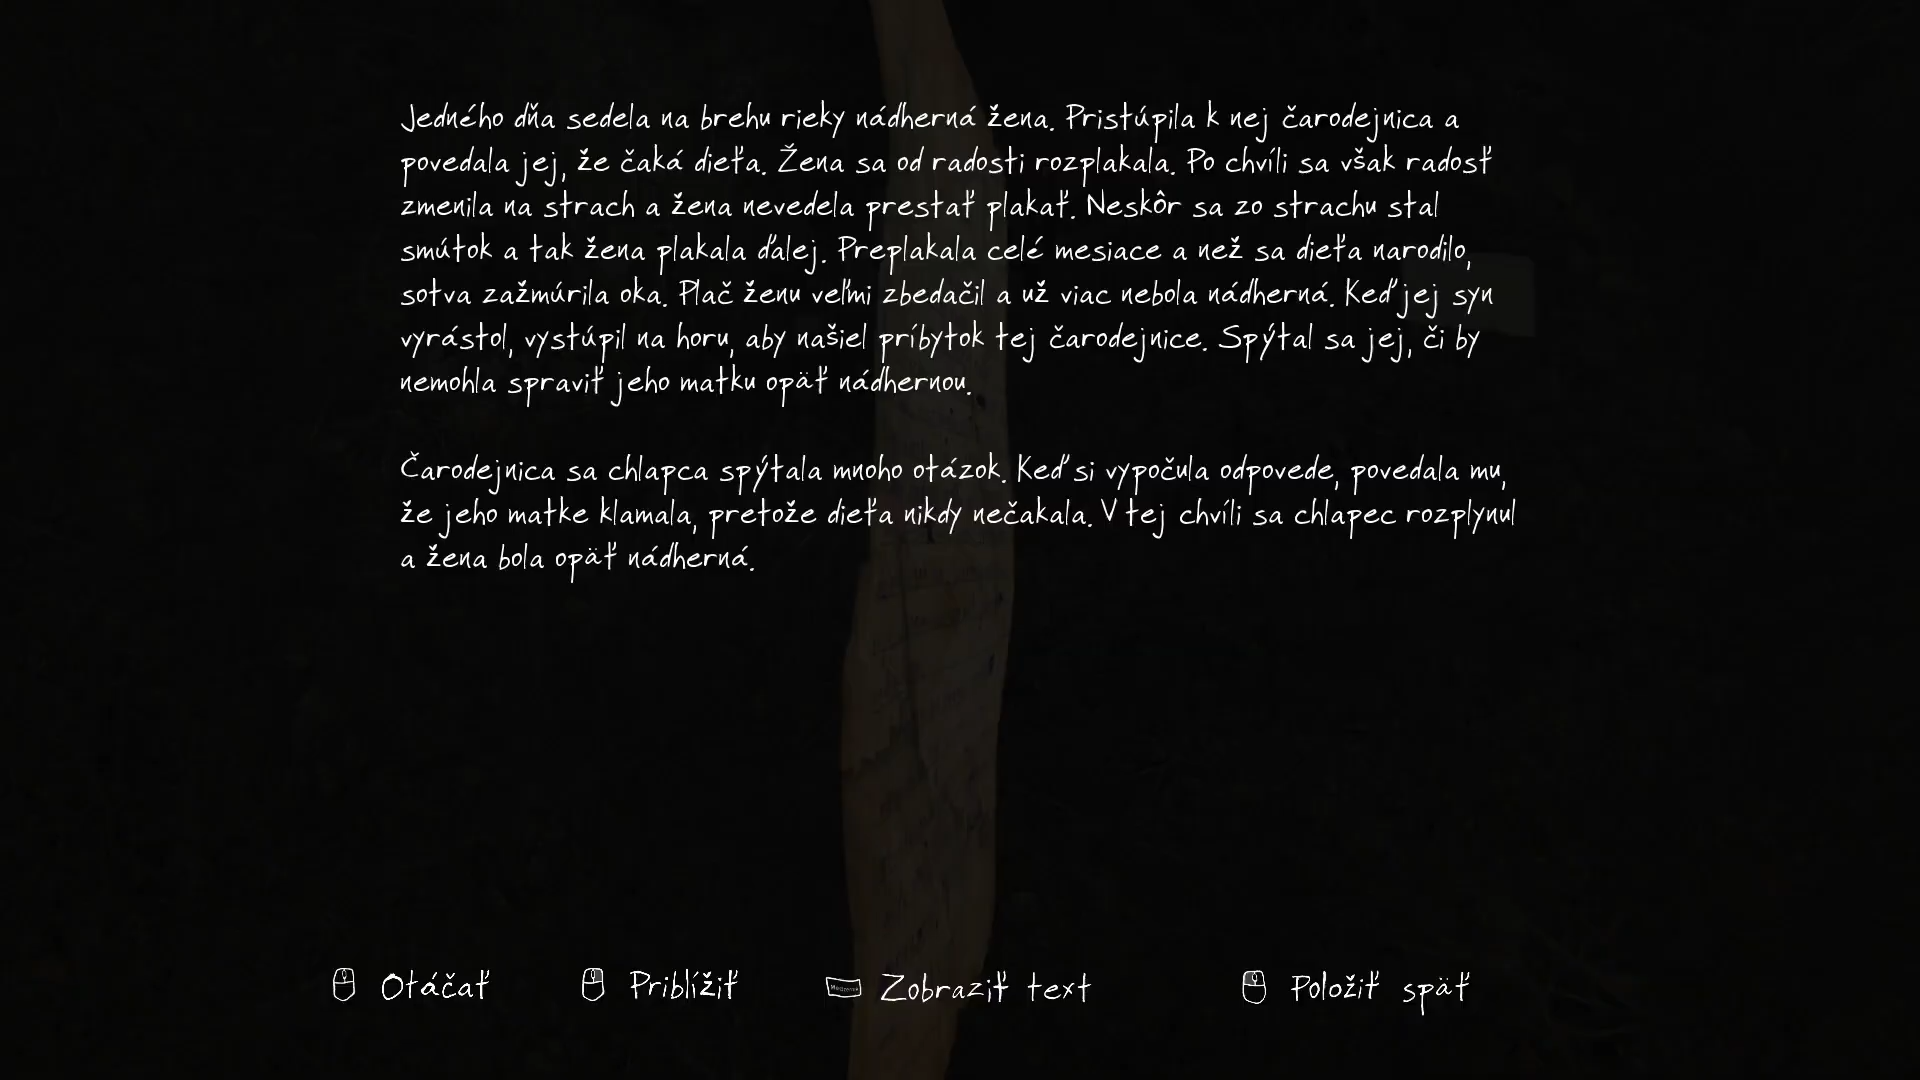 Jedného dňa sedela na brehu rieky nádherná žena. Pristúpila k nej čarodejnica a
povedala jej, že čaká dieťa. Žena sa od radosti rozplakala. Po chvíli sa však radosť
zmenila na strach a žena nevedela prestať plakať. Neskôr sa zo strachu stal
smútok a tak žena plakala ďalej. Preplakala celé mesiace a než sa dieťa narodilo,
sotva zažmúrila oka. Plač ženu veľmi zbedačil a už viac nebola nádherná. Keď jej syn
vyrástol, vystúpil na horu, aby našiel príbytok tej čarodejnice. Spýtal sa jej, či by
nemohla spraviť jeho matku opäť nádhernou.
Čarodejnica sa chlapca spýtala mnoho otázok. Keď si vypočula odpovede, povedala mu,
že jeho matke klamala, pretože dieťa nikdy nečakala. V tej chvíli sa chlapec rozplynul
a žena bola opäť nádherná.
Otáčať Priblížiť Zobraziť text Položiť späť